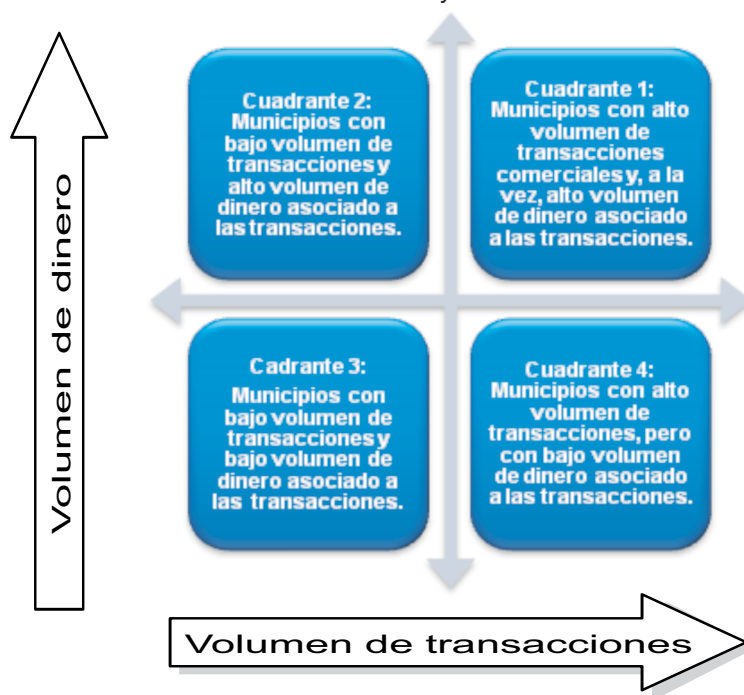 y
Cuadrante 2:
Municipios con
bajo volumen de
transacciones y
alto volumen de
dinero asociado a
las transacciones.
Cuadrante 1:
Municipios con alto
volumen de
transacciones
comerciales y, a la
vez, alto volumen
de dinero asociado
a las transacciones.
Cadrante 3:
Municipios con
bajo volumen de
transacciones y
bajo volumen de
dinero asociado a
las transacciones.
Cuadrante 4:
Municipios con alto
volumen de
transacciones, pero
con bajo volumen
de dinero asociado
a las transacciones.
Volumen de dinero
Volumen de transacciones